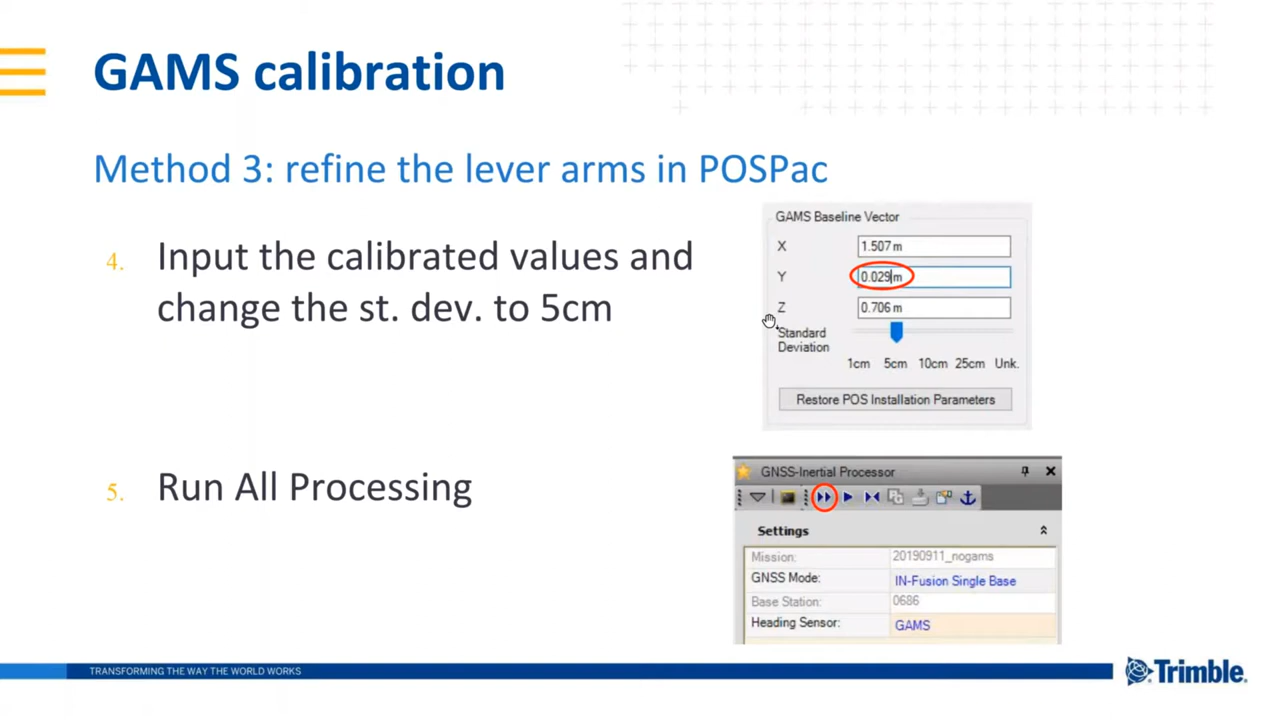 GAMS calibration
Method 3: refine the lever arms in POSPac
4. Input the calibrated values and
change the st. dev. to 5cm
GAMS Baseline Vector
X 1.507 m
Y 0.029 m
Z 0.706 m
Standard
Deviation
1cm 5cm 10cm 25cm Unk.
Restore POS Installation Parameters
5. Run All Processing
GNSS-Inertial Processor
Settings
Mission: 20190911_nogams
GNSS Mode: IN-Fusion Single Base
Base Station: 0686
Heading Sensor: GAMS
TRANSFORMING THE WAY THE WORLD WORKS
Trimble.